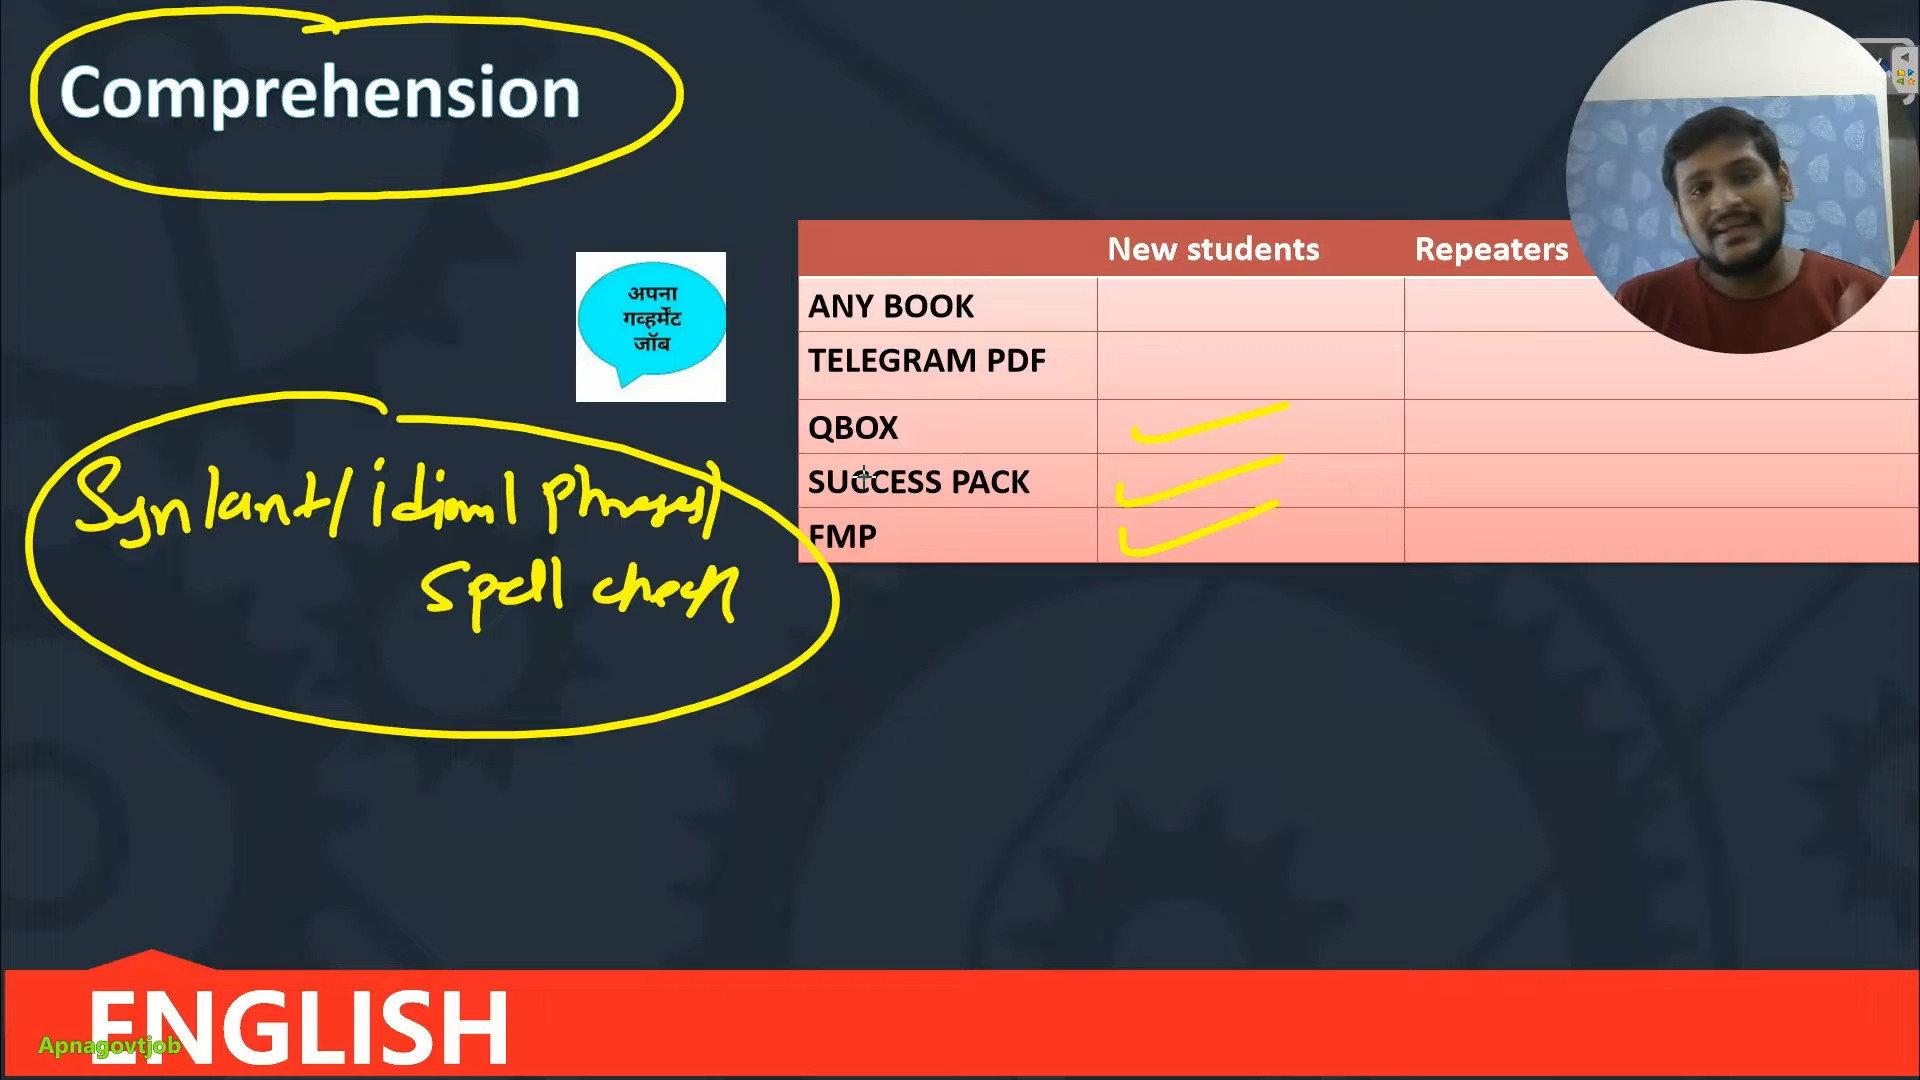 Comprehension
अपना
गव्हर्मेंट
जॉब
New students Repeaters
ANY BOOK
TELEGRAM PDF
QBOX
SUCCESS PACK
FMP
Syn/ant/idiom/phrases/
Spell check
ENGLISH
Apnagovtjob